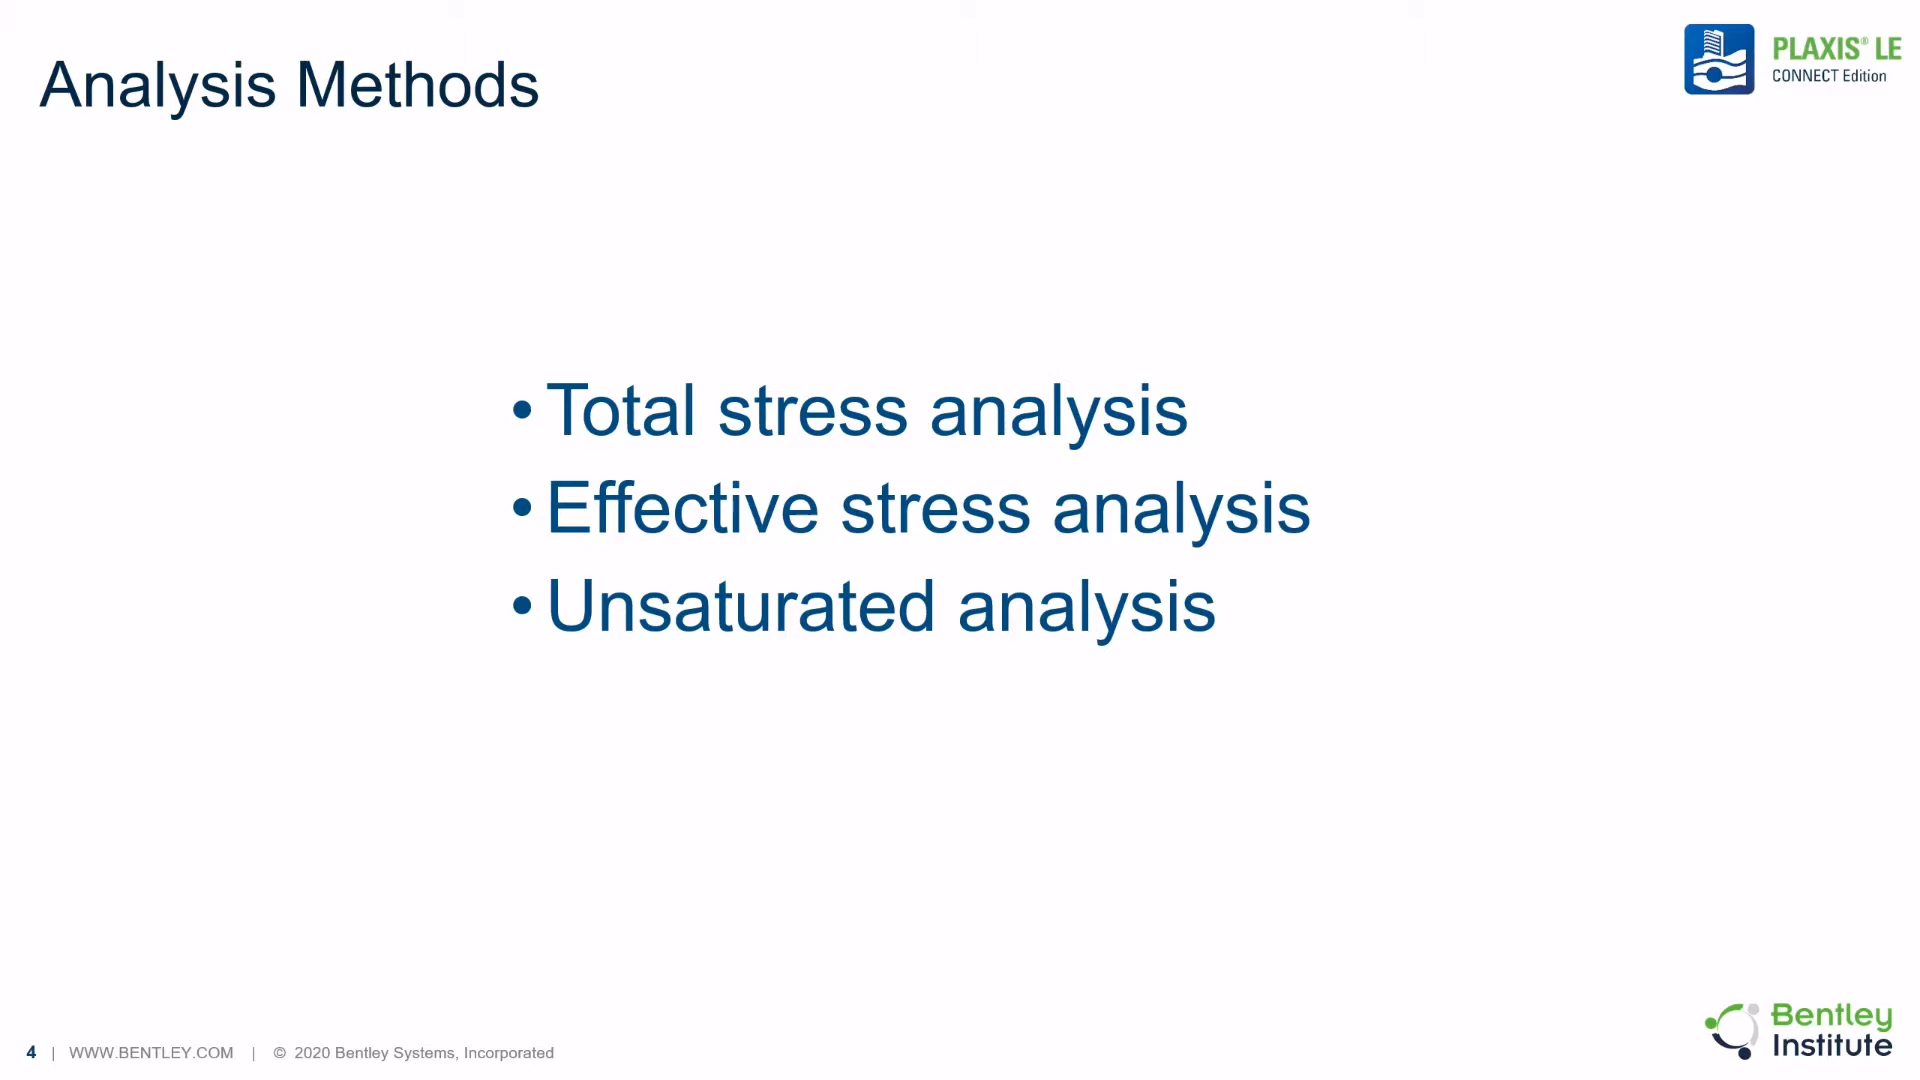 Analysis Methods
PLAXIS® LE
CONNECT Edition
• Total stress analysis
• Effective stress analysis
• Unsaturated analysis
4 | WWW.BENTLEY.COM | © 2020 Bentley Systems, Incorporated
Bentley
Institute